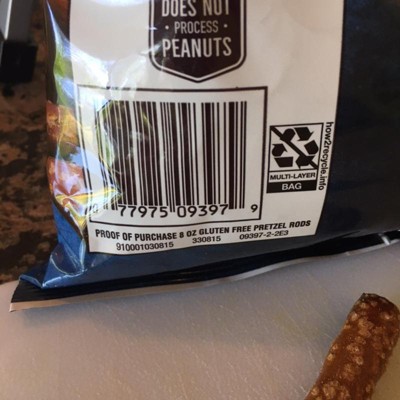 DOES NOT
• PROCESS •
PEANUTS
0 77975 09397 9
PROOF OF PURCHASE 8 OZ GLUTEN FREE PRETZEL RODS
910001030815 330815 09397-2-2E3
MULTI-LAYER
BAG
how2recycle.info